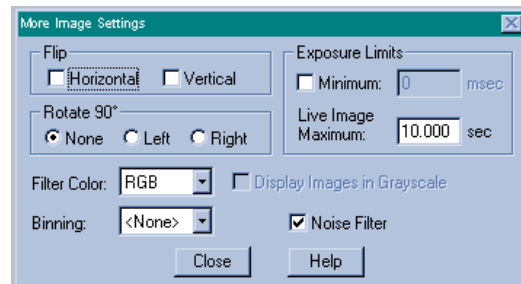 More Image Settings
Flip
Horizontal Vertical
Exposure Limits
Minimum: 0 msec
Live Image
Maximum: 10.000 sec
Rotate 90°
None Left Right
Filter Color: RGB Display Images in Grayscale
Binning: <None> Noise Filter
Close Help